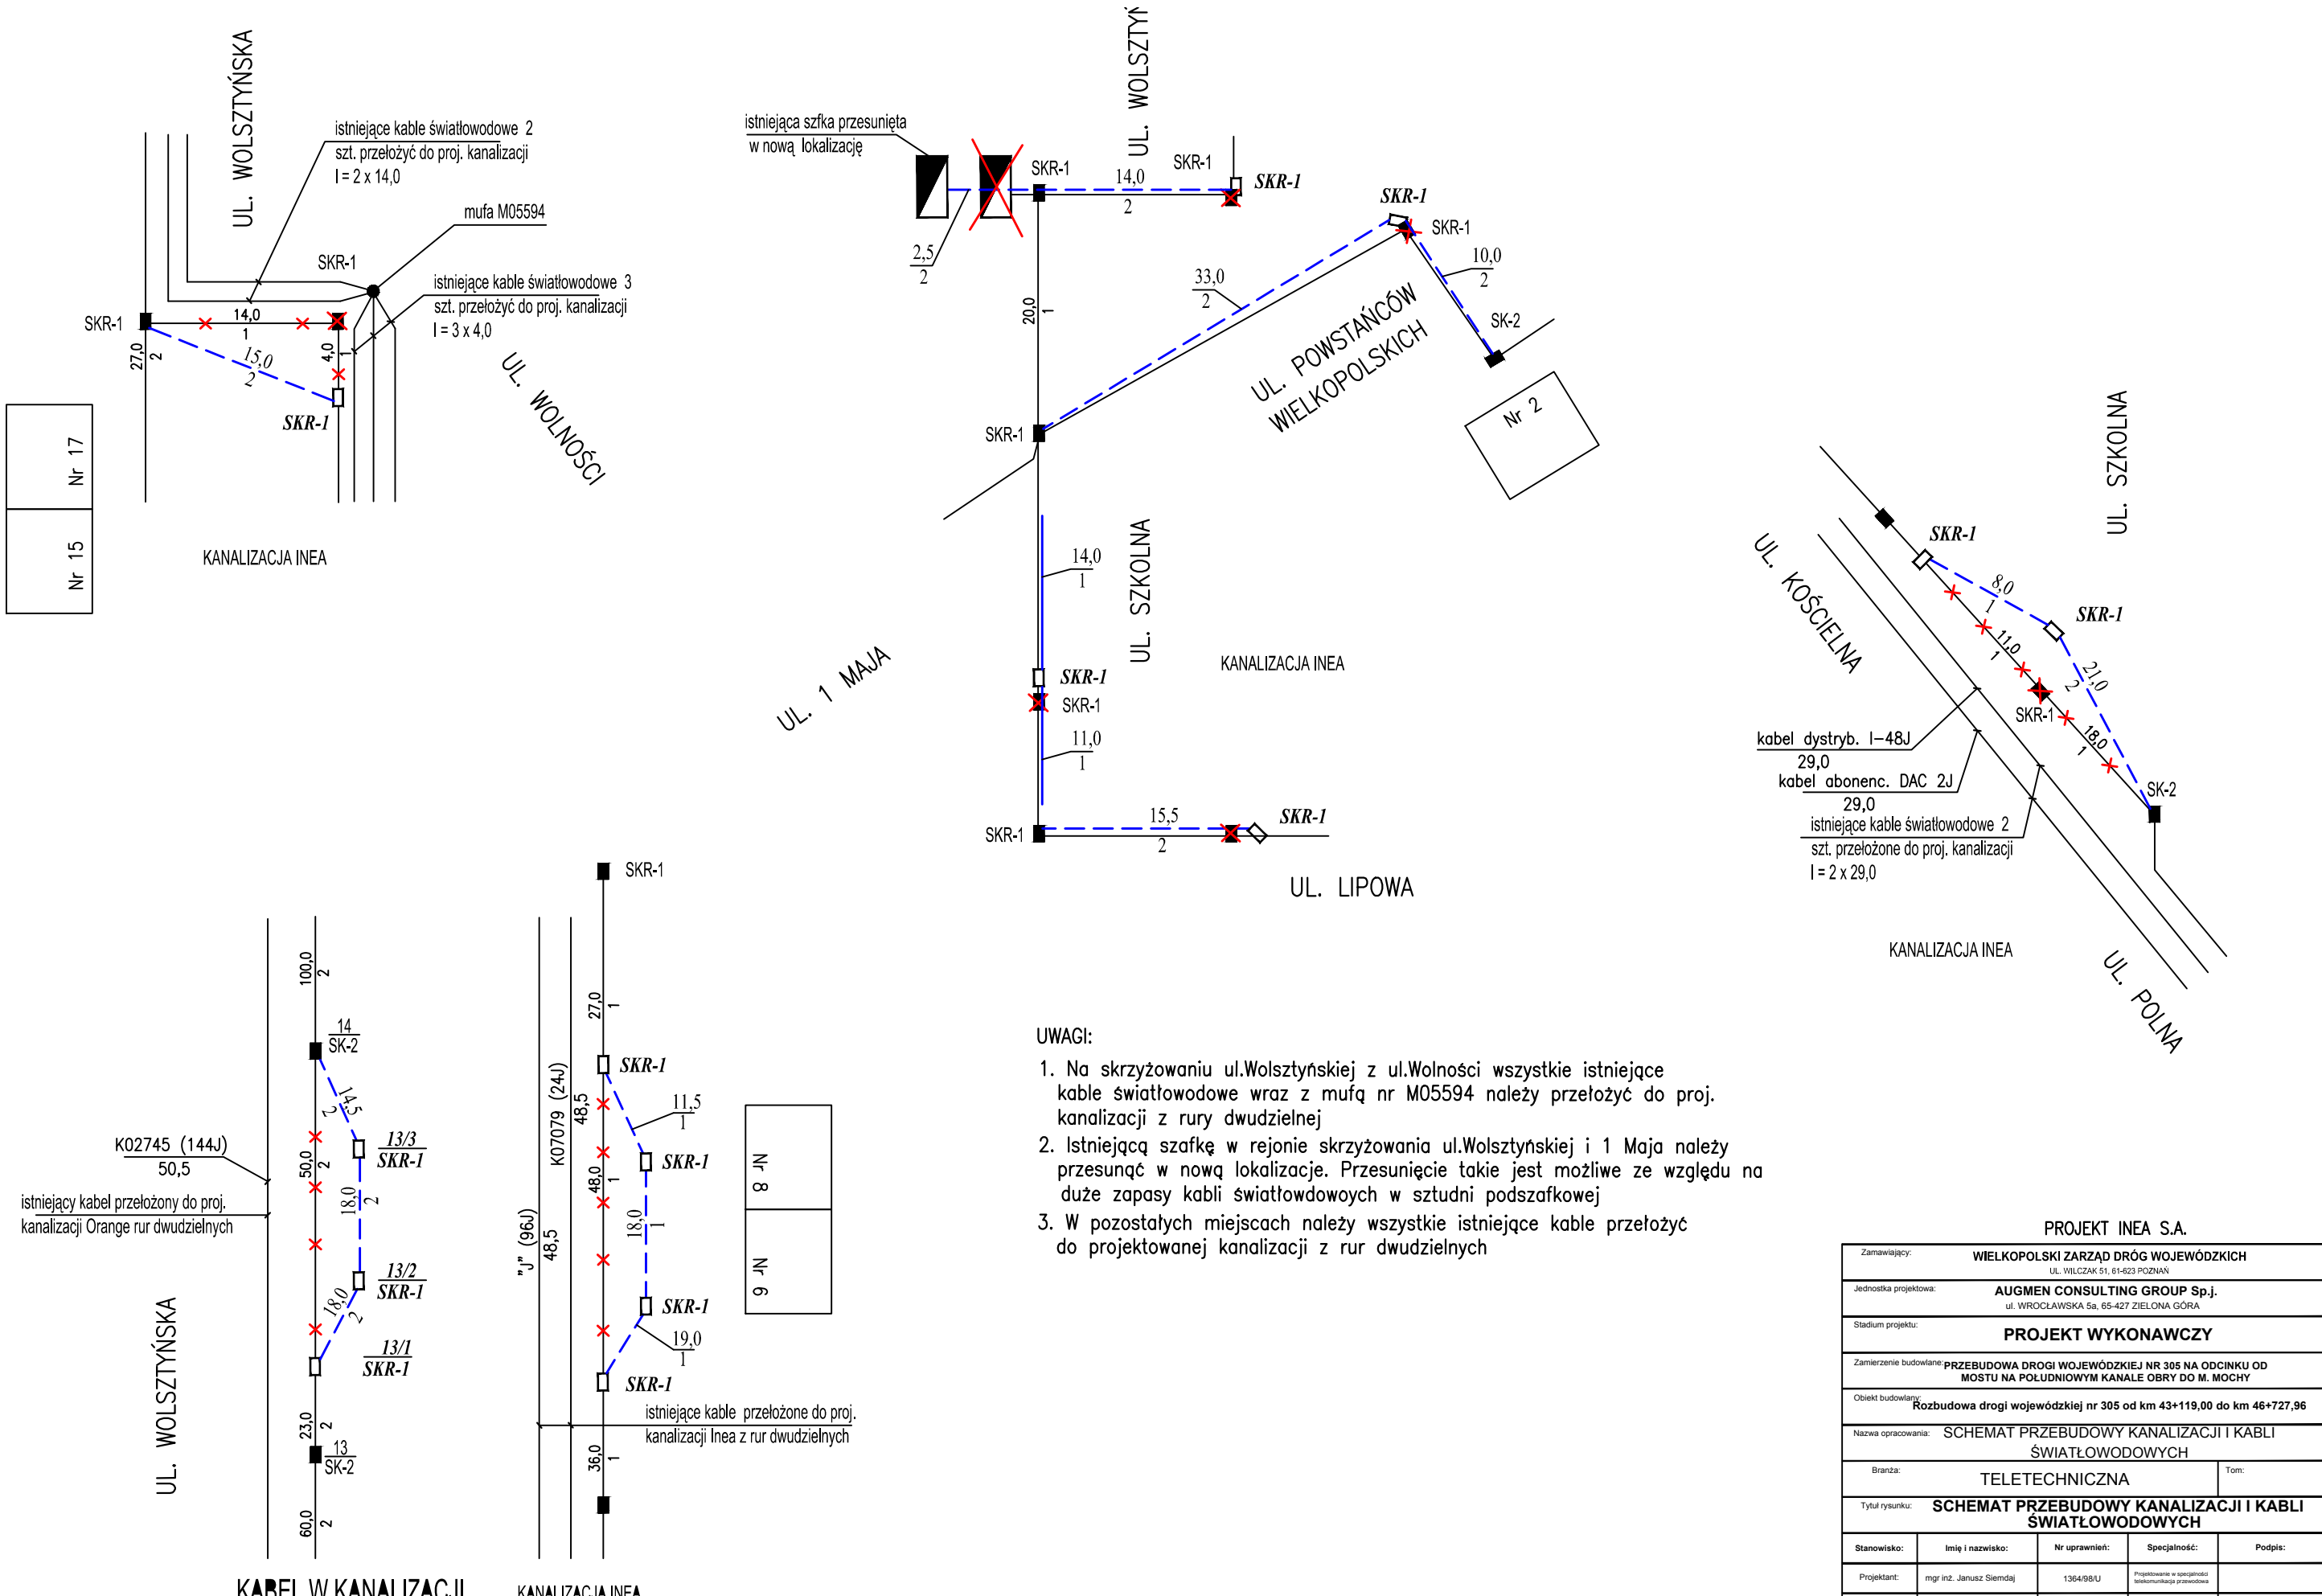 UL. WOLSZTYŃSKA
istniejące kable światłowodowe 2
szt. przełożyć do proj. kanalizacji
l = 2 x 14,0
mufa M05594
SKR-1
istniejące kable światłowodowe 3
szt. przełożyć do proj. kanalizacji
l = 3 x 4,0
SKR-1
14,0
1
4,0
1
27,0
2
15,0
2
SKR-1
UL. WOLNOŚCI
Nr 17
Nr 15
KANALIZACJA INEA
istniejąca szfka przesunięta
w nową lokalizację
UL. WOLSZTYŃ
SKR-1
14,0
2
SKR-1
SKR-1
2,5
2
SKR-1
SKR-1
10,0
2
33,0
2
20,0
1
SK-2
UL. POWSTAŃCÓW
WIELKOPOLSKICH
Nr 2
SKR-1
14,0
1
UL. SZKOLNA
SKR-1
SKR-1
KANALIZACJA INEA
UL. 1 MAJA
11,0
1
15,5
2
SKR-1
SKR-1
UL. LIPOWA
UL. SZKOLNA
SKR-1
UL. KOŚCIELNA
8,0
1
SKR-1
11,0
1
21,0
2
SKR-1
18,0
1
kabel dystryb. I-48J
29,0
kabel abonenc. DAC 2J
29,0
SK-2
istniejące kable światłowodowe 2
szt. przełożone do proj. kanalizacji
l = 2 x 29,0
KANALIZACJA INEA
UL. POLNA
100,0
2
14
SK-2
14,5
2
K02745 (144J)
50,5
istniejący kabel przełożony do proj.
kanalizacji Orange rur dwudzielnych
50,0
2
13/3
SKR-1
18,0
2
13/2
SKR-1
18,0
2
13/1
SKR-1
UL. WOLSZTYŃSKA
23,0
2
13
SK-2
60,0
2
KABEL W KANALIZACJI
SKR-1
27,0
1
K07079 (24J)
48,5
SKR-1
11,5
1
48,0
1
SKR-1
18,0
1
"J" (96J)
48,5
SKR-1
19,0
1
SKR-1
Nr 8
Nr 6
istniejące kable przełożone do proj.
kanalizacji Inea z rur dwudzielnych
36,0
1
KANALIZACJA INEA
UWAGI:
1. Na skrzyżowaniu ul.Wolsztyńskiej z ul.Wolności wszystkie istniejące
kable światłowodowe wraz z mufą nr M05594 należy przełożyć do proj.
kanalizacji z rury dwudzielnej
2. Istniejącą szafkę w rejonie skrzyżowania ul.Wolsztyńskiej i 1 Maja należy
przesunąć w nową lokalizacje. Przesunięcie takie jest możliwe ze względu na
duże zapasy kabli światłowdowych w sztudni podszafkowej
3. W pozostałych miejscach należy wszystkie istniejące kable przełożyć
do projektowanej kanalizacji z rur dwudzielnych
PROJEKT INEA S.A.
Zamawiający: WIELKOPOLSKI ZARZĄD DRÓG WOJEWÓDZKICH
UL. WILCZAK 51, 61-623 POZNAŃ
Jednostka projektowa: AUGMEN CONSULTING GROUP Sp.j.
ul. WROCŁAWSKA 5a, 65-427 ZIELONA GÓRA
Stadium projektu: PROJEKT WYKONAWCZY
Zamierzenie budowlane: PRZEBUDOWA DROGI WOJEWÓDZKIEJ NR 305 NA ODCINKU OD
MOSTU NA POŁUDNIOWYM KANALE OBRY DO M. MOCHY
Obiekt budowlany: Rozbudowa drogi wojewódzkiej nr 305 od km 43+119,00 do km 46+727,96
Nazwa opracowania: SCHEMAT PRZEBUDOWY KANALIZACJI I KABLI
ŚWIATŁOWODOWYCH
Branża: TELETECHNICZNA Tom:
Tytuł rysunku: SCHEMAT PRZEBUDOWY KANALIZACJI I KABLI
ŚWIATŁOWODOWYCH
Stanowisko: Imię i nazwisko: Nr uprawnień: Specjalność: Podpis:
Projektant: mgr inż. Janusz Siemdaj 1364/98/U Projektowanie w specjalności
telekomunikacja przewodowa